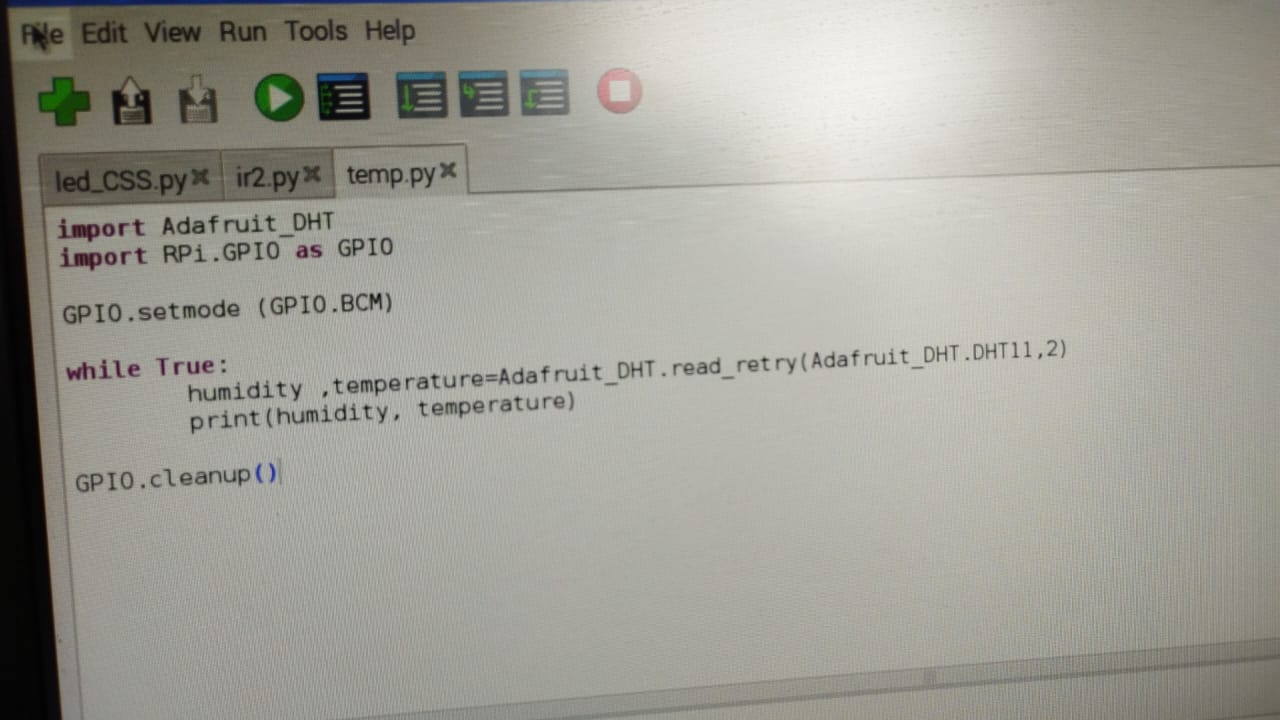 File Edit View Run Tools Help
led_CSS.py ir2.py temp.py
import Adafruit_DHT
import RPi.GPIO as GPIO
GPIO.setmode (GPIO.BCM)
while True:
humidity ,temperature=Adafruit_DHT.read_retry(Adafruit_DHT.DHT11,2)
print(humidity, temperature)
GPIO.cleanup()